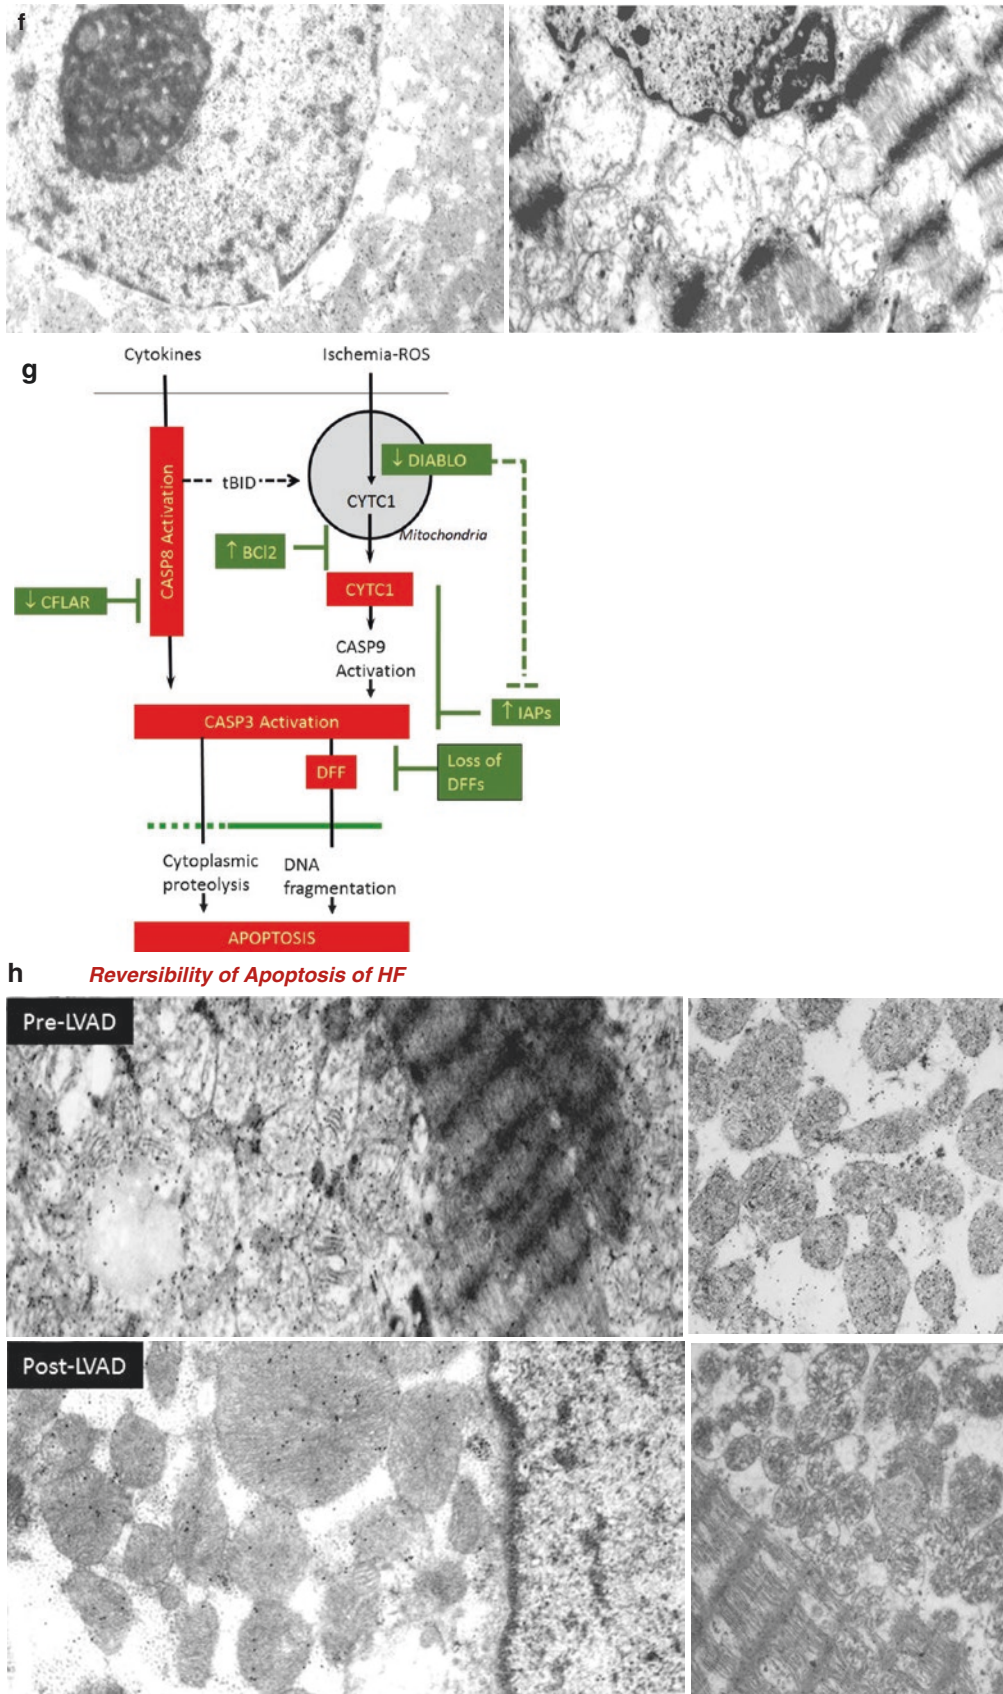 f
g
Cytokines
Ischemia-ROS
CASP8 Activation
tBID
↓ DIABLO
CYTC1
Mitochondria
↑ BCl2
CYTC1
↓ CFLAR
CASP9
Activation
↑ IAPs
CASP3 Activation
DFF
Loss of
DFFs
Cytoplasmic
proteolysis
DNA
fragmentation
APOPTOSIS
h
Reversibility of Apoptosis of HF
Pre-LVAD
Post-LVAD